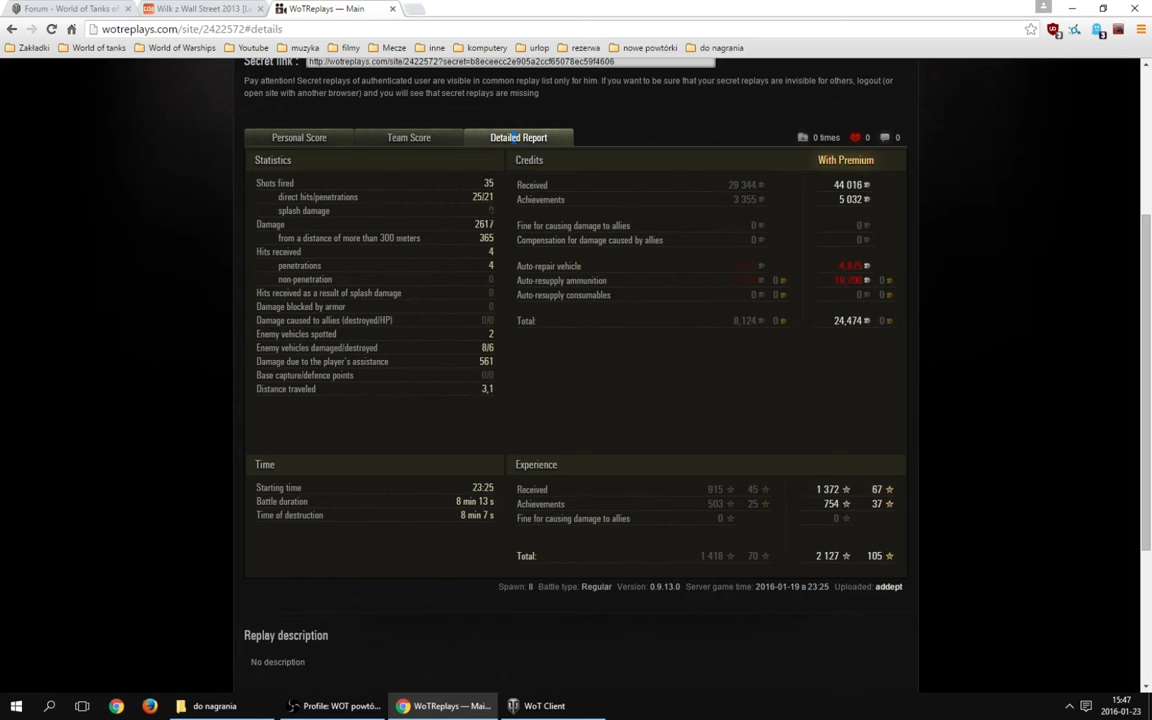 Forum - World of Tanks of
Wilk z Wall Street 2013 [Le
WoTReplays — Main
wotreplays.com/site/2422572#details
Zakładki World of tanks World of Warships Youtube muzyka filmy Mecze inne komputery urlop rezerwa nowe powtórki do nagrania
Secret link : http://wotreplays.com/site/2422572?secret=b8eceecc2e905a2ccf65078ec59f4606
Pay attention! Secret replays of authenticated user are visible in common replay list only for him. If you want to be sure that your secret replays are invisible for others, logout (or
open site with another browser) and you will see that secret replays are missing
Personal Score Team Score Detailed Report 0 times 0 0
Statistics
Shots fired 35
direct hits/penetrations 25/21
splash damage 0
Damage 2617
from a distance of more than 300 meters 365
Hits received 4
penetrations 4
non-penetration 0
Hits received as a result of splash damage 0
Damage blocked by armor 0
Damage caused to allies (destroyed/HP) 0/0
Enemy vehicles spotted 2
Enemy vehicles damaged/destroyed 8/6
Damage due to the player's assistance 561
Base capture/defence points 0/0
Distance traveled 3,1
Credits With Premium
Received 29 344 44 016
Achievements 3 355 5 032
Fine for causing damage to allies 0 0
Compensation for damage caused by allies 0 0
Auto-repair vehicle -4,875
Auto-resupply ammunition 0 0
Auto-resupply consumables 0 0 0 0
Total: 8,124 0 24,474 0
Time
Starting time 23:25
Battle duration 8 min 13 s
Time of destruction 8 min 7 s
Experience
Received 915 45 1 372 67
Achievements 503 25 754 37
Fine for causing damage to allies 0 0
Total: 1 418 70 2 127 105
Spawn: II Battle type: Regular Version: 0.9.13.0 Server game time: 2016-01-19 в 23:25 Uploaded: addept
Replay description
No description
do nagrania
Profile: WOT powtó...
WoTReplays — Mai...
WoT Client
15:47
2016-01-23